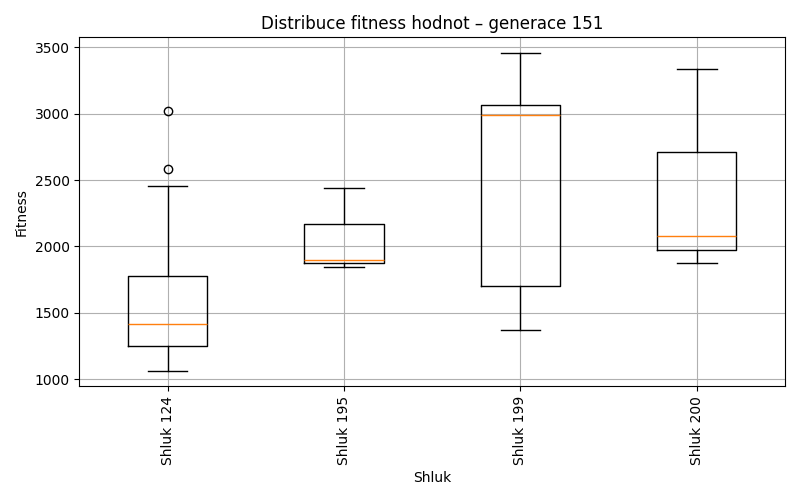 Distribuce fitness hodnot – generace 151
Fitness
3500
3000
2500
2000
1500
1000
Shluk 124
Shluk 195
Shluk 199
Shluk 200
Shluk